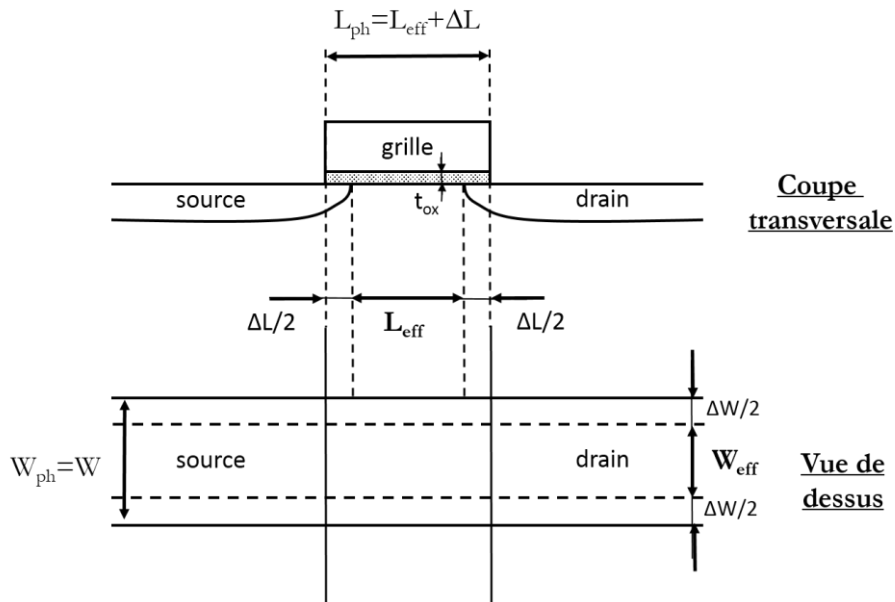 L_ph=L_eff+ΔL
grille
source
t_ox
drain
Coupe
transversale
ΔL/2
L_eff
ΔL/2
ΔW/2
W_ph=W
source
drain
W_eff
Vue de
dessus
ΔW/2